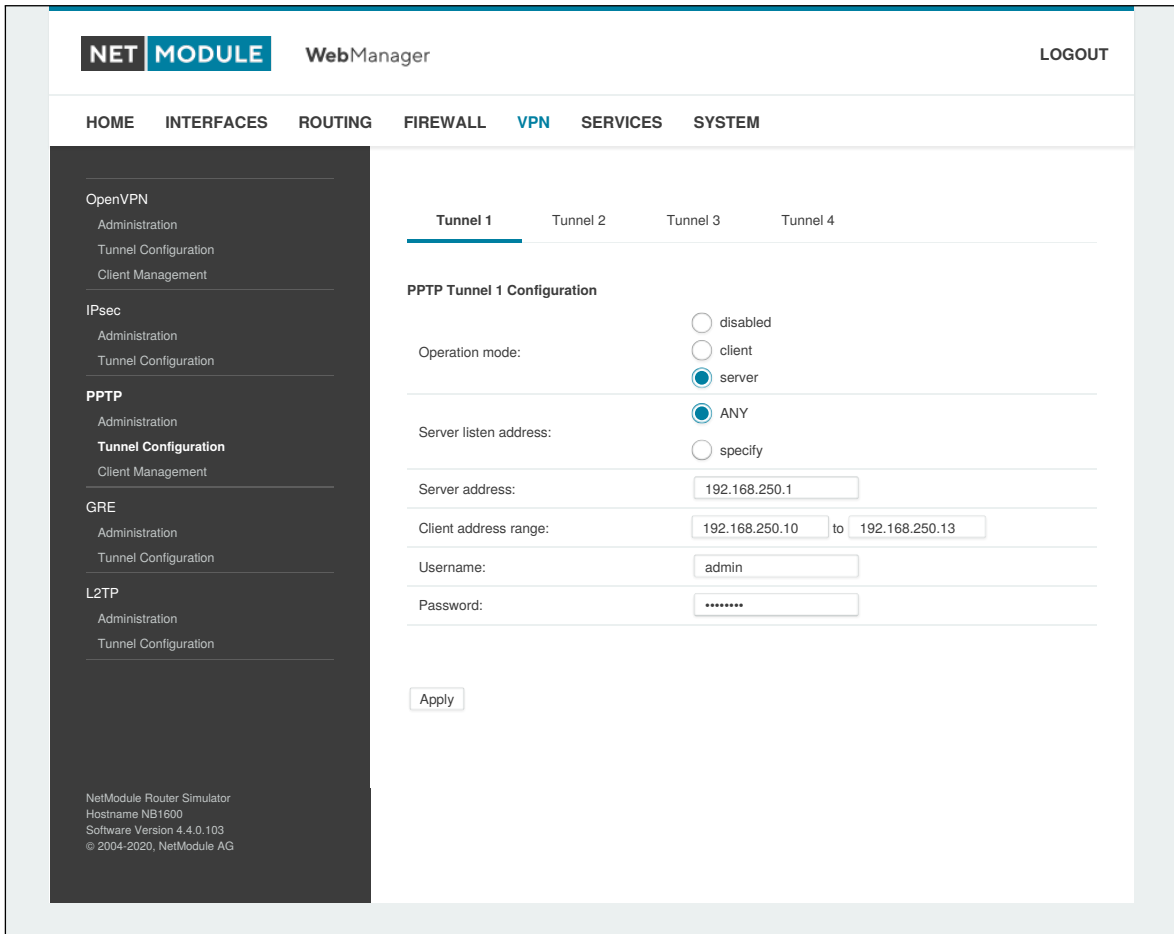 NET MODULE WebManager LOGOUT
HOME INTERFACES ROUTING FIREWALL VPN SERVICES SYSTEM
OpenVPN
Administration
Tunnel Configuration
Client Management
IPsec
Administration
Tunnel Configuration
PPTP
Administration
Tunnel Configuration
Client Management
GRE
Administration
Tunnel Configuration
L2TP
Administration
Tunnel Configuration
NetModule Router Simulator
Hostname NB1600
Software Version 4.4.0.103
© 2004-2020, NetModule AG
Tunnel 1 Tunnel 2 Tunnel 3 Tunnel 4
PPTP Tunnel 1 Configuration
Operation mode:
disabled
client
server
Server listen address:
ANY
specify
Server address: 192.168.250.1
Client address range: 192.168.250.10 to 192.168.250.13
Username: admin
Password: ••••••••
Apply